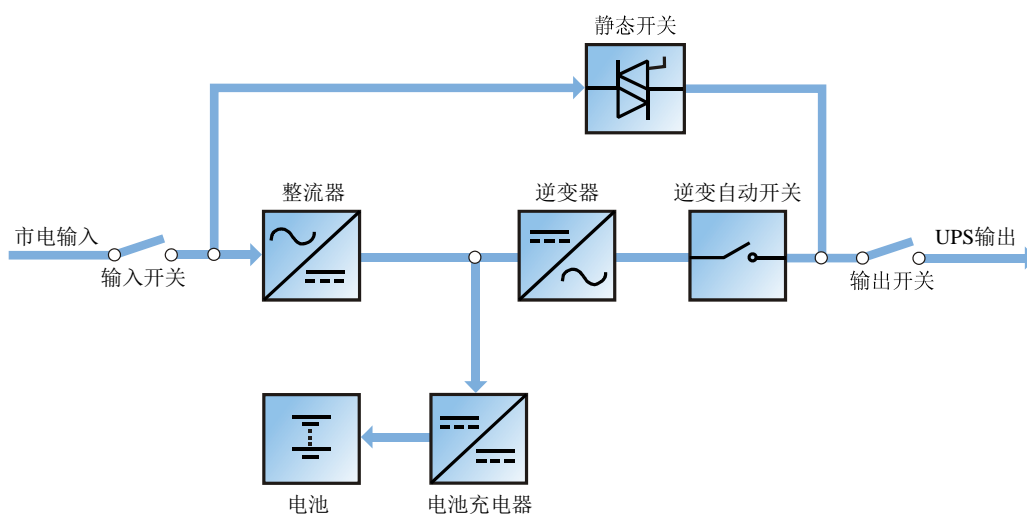 静态开关
整流器
逆变器
逆变自动开关
市电输入
UPS输出
输入开关
输出开关
电池
电池充电器